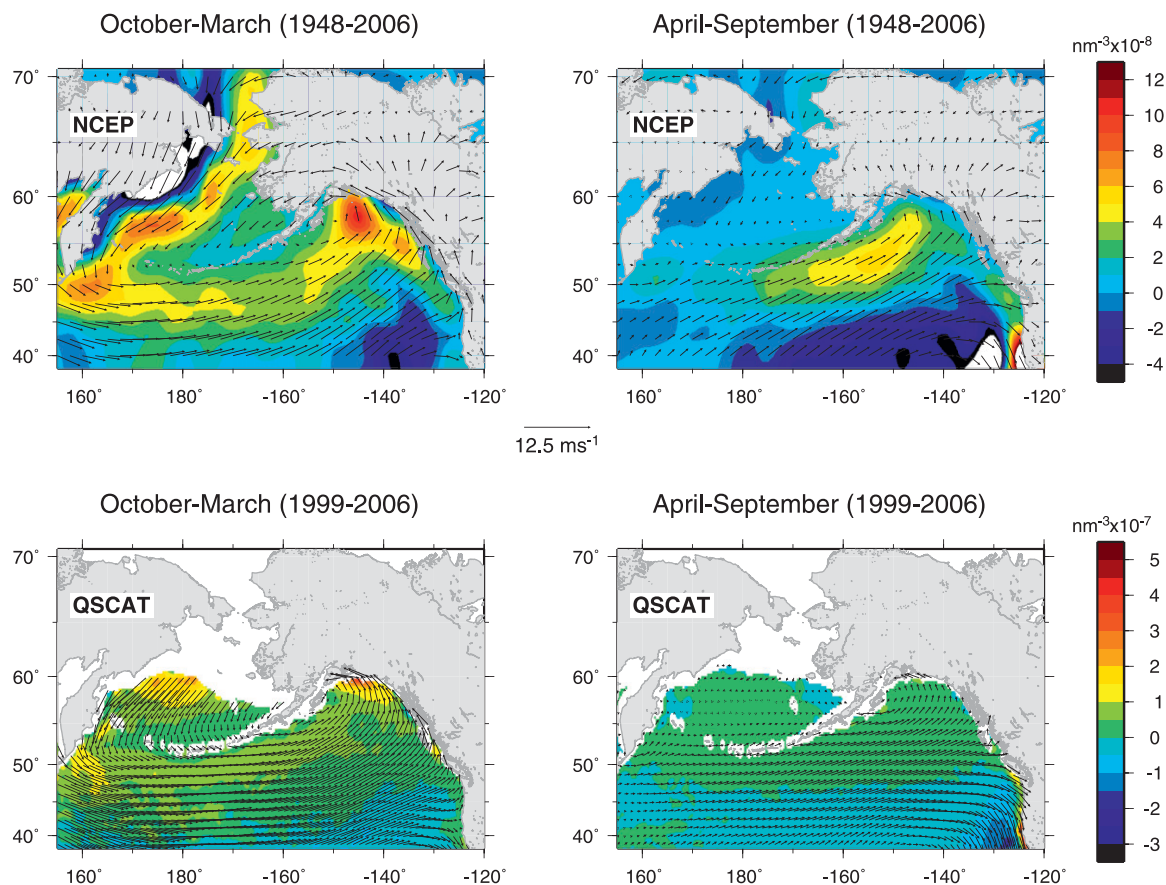 October-March (1948-2006)
April-September (1948-2006)
nm⁻³x10⁻⁸
NCEP
NCEP
70˚
60˚
50˚
40˚
70˚
60˚
50˚
40˚
12
10
8
6
4
2
0
-2
-4
160˚ 180˚ -160˚ -140˚ -120˚
160˚ 180˚ -160˚ -140˚ -120˚
12.5 ms⁻¹
October-March (1999-2006)
April-September (1999-2006)
nm⁻³x10⁻⁷
QSCAT
QSCAT
70˚
60˚
50˚
40˚
70˚
60˚
50˚
40˚
5
4
3
2
1
0
-1
-2
-3
160˚ 180˚ -160˚ -140˚ -120˚
160˚ 180˚ -160˚ -140˚ -120˚